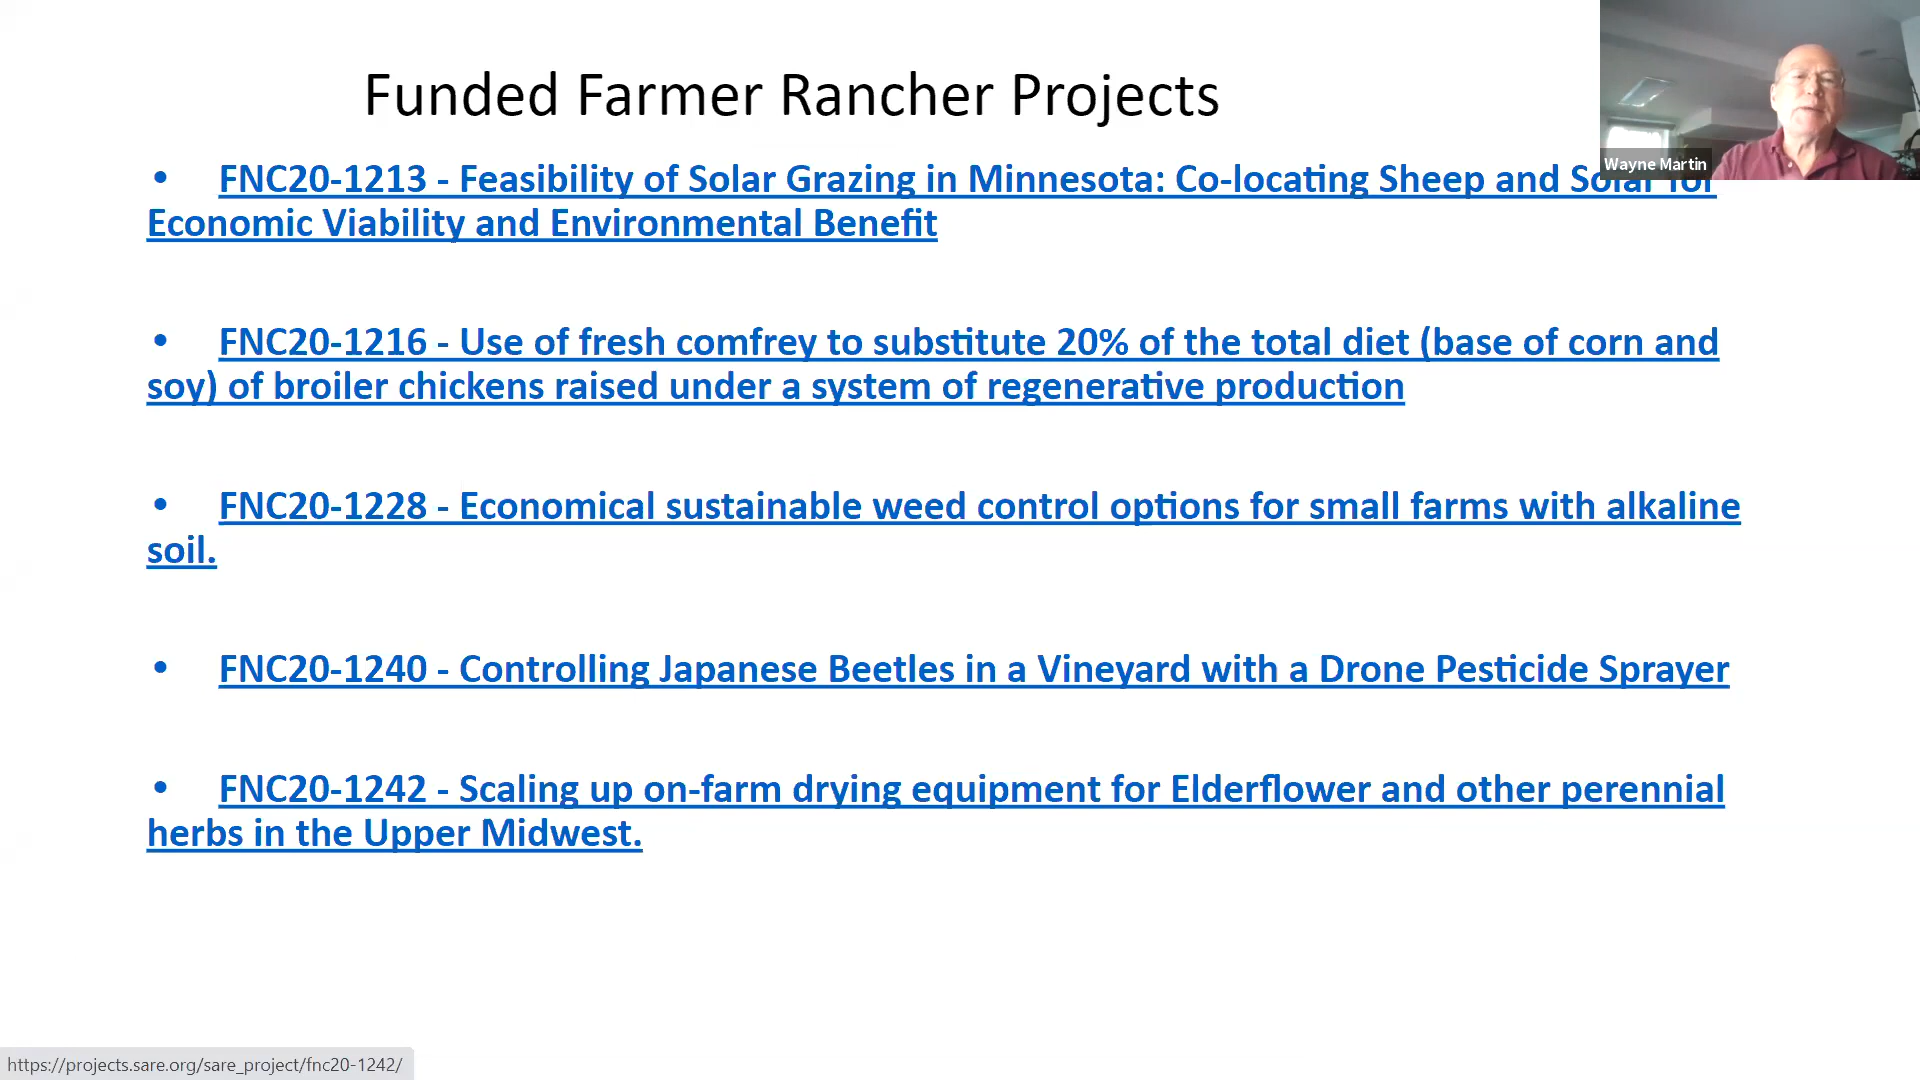 Funded Farmer Rancher Projects
Wayne Martin
• FNC20-1213 - Feasibility of Solar Grazing in Minnesota: Co-locating Sheep and Solar for
Economic Viability and Environmental Benefit
• FNC20-1216 - Use of fresh comfrey to substitute 20% of the total diet (base of corn and
soy) of broiler chickens raised under a system of regenerative production
• FNC20-1228 - Economical sustainable weed control options for small farms with alkaline
soil.
• FNC20-1240 - Controlling Japanese Beetles in a Vineyard with a Drone Pesticide Sprayer
• FNC20-1242 - Scaling up on-farm drying equipment for Elderflower and other perennial
herbs in the Upper Midwest.
https://projects.sare.org/sare_project/fnc20-1242/